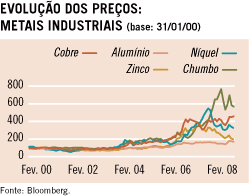 EVOLUÇÃO DOS PREÇOS:
METAIS INDUSTRIAIS (base: 31/01/00)
Cobre Alumínio Níquel
Zinco Chumbo
800
600
400
200
0
Fev. 00 Fev. 02 Fev. 04 Fev. 06 Fev. 08
Fonte: Bloomberg.